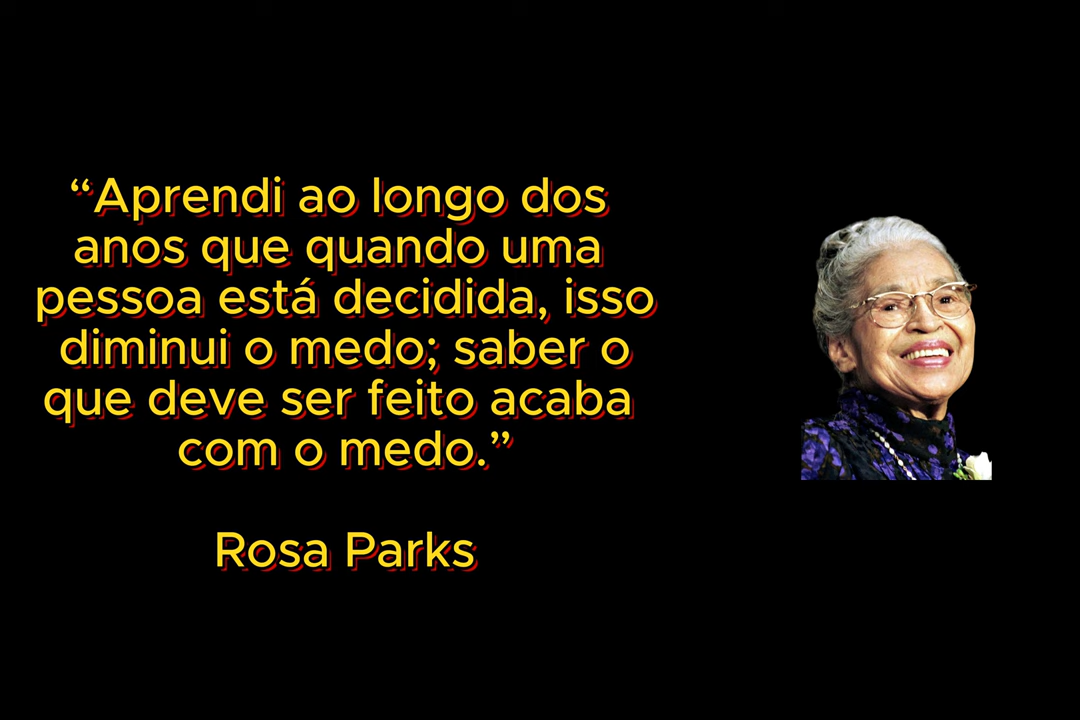 “Aprendi ao longo dos
anos que quando uma
pessoa está decidida, isso
diminui o medo; saber o
que deve ser feito acaba
com o medo.”
Rosa Parks